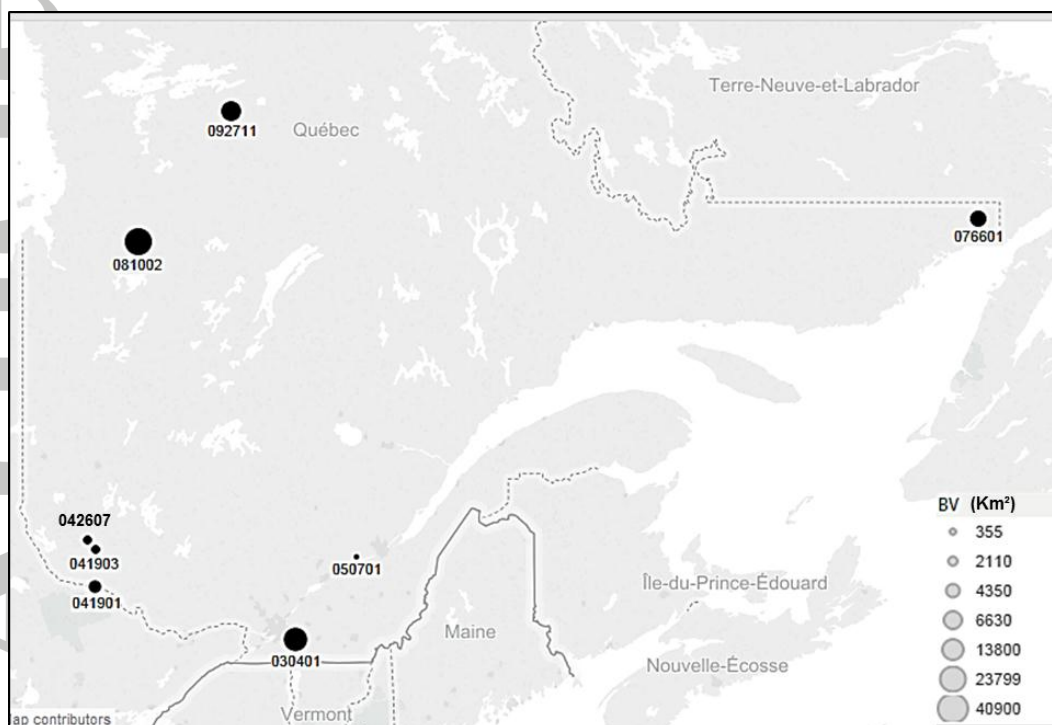 Terre-Neuve-et-Labrador
092711
Québec
076601
081002
BV (Km²)
042607
355
041903
050701
2110
041901
Île-du-Prince-Édouard
4350
6630
Maine
030401
13800
Nouvelle-Écosse
23799
40900
Vermont
ap contributors